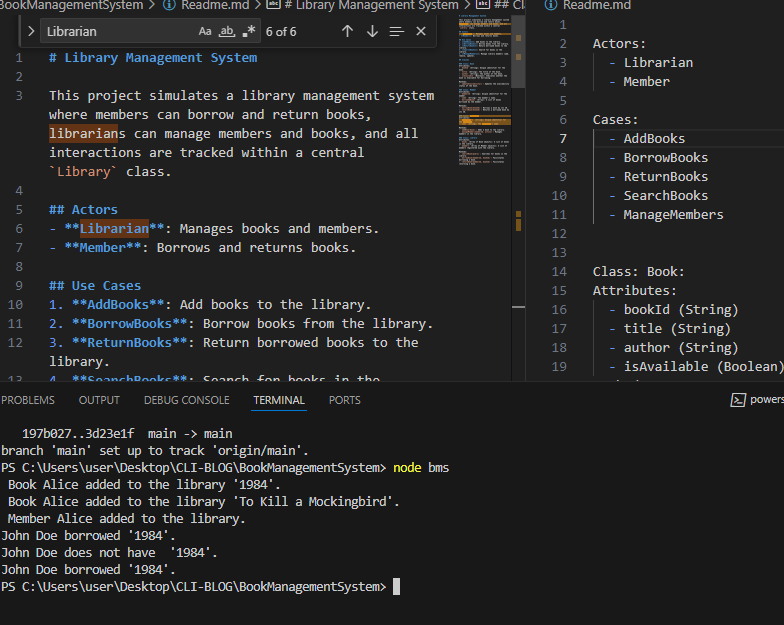 BookManagementSystem > Readme.md > # Library Management System > ##
Readme.md
Librarian Aa ab .* 6 of 6
1 # Library Management System
2
3 This project simulates a library management system
where members can borrow and return books,
librarians can manage members and books, and all
interactions are tracked within a central
`Library` class.
4
5 ## Actors
6 - **Librarian**: Manages books and members.
7 - **Member**: Borrows and returns books.
8
9 ## Use Cases
10 1. **AddBooks**: Add books to the library.
11 2. **BorrowBooks**: Borrow books from the library.
12 3. **ReturnBooks**: Return borrowed books to the
library.
13 4. **SearchBooks**: Search for books in the
1
2 Actors:
3 - Librarian
4 - Member
5
6 Cases:
7 - AddBooks
8 - BorrowBooks
9 - ReturnBooks
10 - SearchBooks
11 - ManageMembers
12
13
14 Class: Book:
15 Attributes:
16 - bookId (String)
17 - title (String)
18 - author (String)
19 - isAvailable (Boolean)
PROBLEMS OUTPUT DEBUG CONSOLE TERMINAL PORTS
powers
197b027..3d23e1f main -> main
branch 'main' set up to track 'origin/main'.
PS C:\Users\user\Desktop\CLI-BLOG\BookManagementSystem> node bms
Book Alice added to the library '1984'.
Book Alice added to the library 'To Kill a Mockingbird'.
Member Alice added to the library.
John Doe borrowed '1984'.
John Doe does not have '1984'.
John Doe borrowed '1984'.
PS C:\Users\user\Desktop\CLI-BLOG\BookManagementSystem>